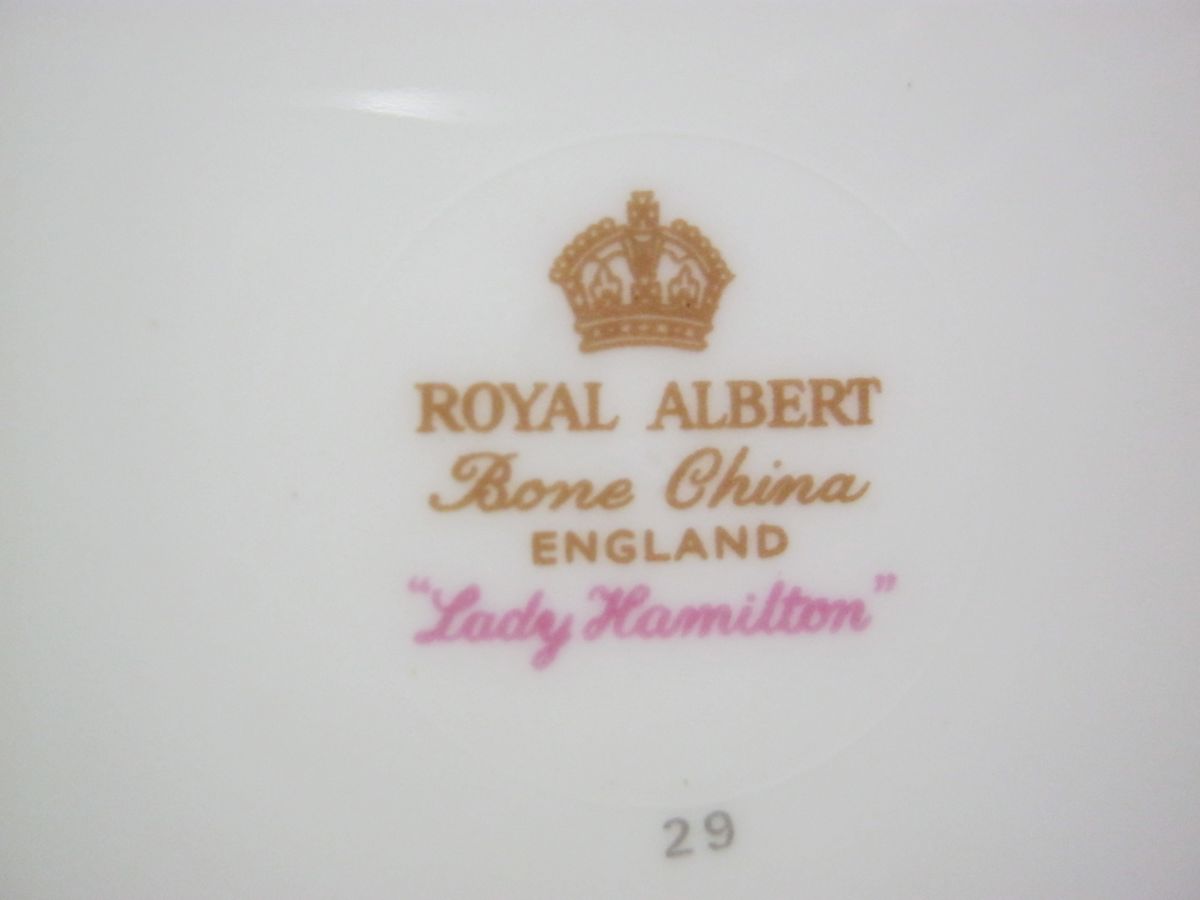 ROYAL ALBERT
Bone China
ENGLAND
"Lady Hamilton"
29